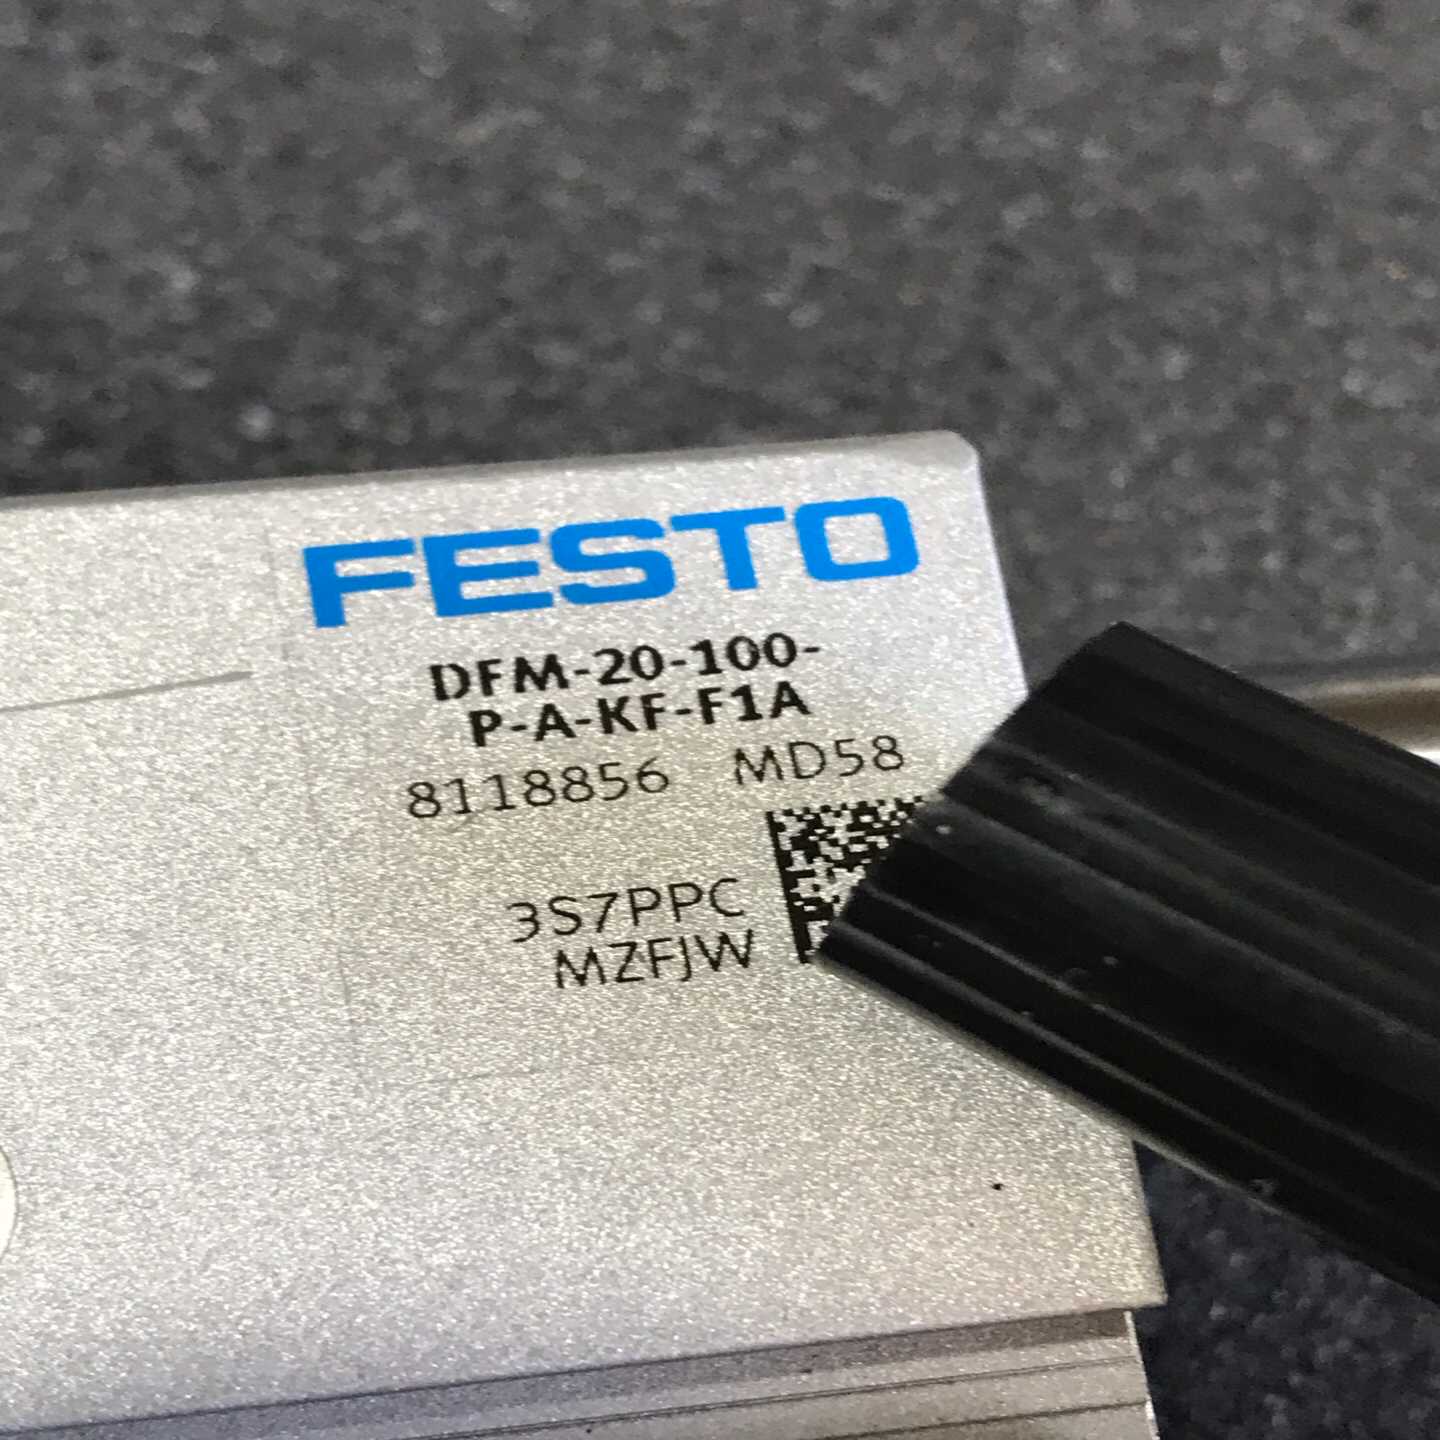 FESTO
DFM-20-100-
P-A-KF-F1A
8118856 MD58
3S7PPC
MZFJW